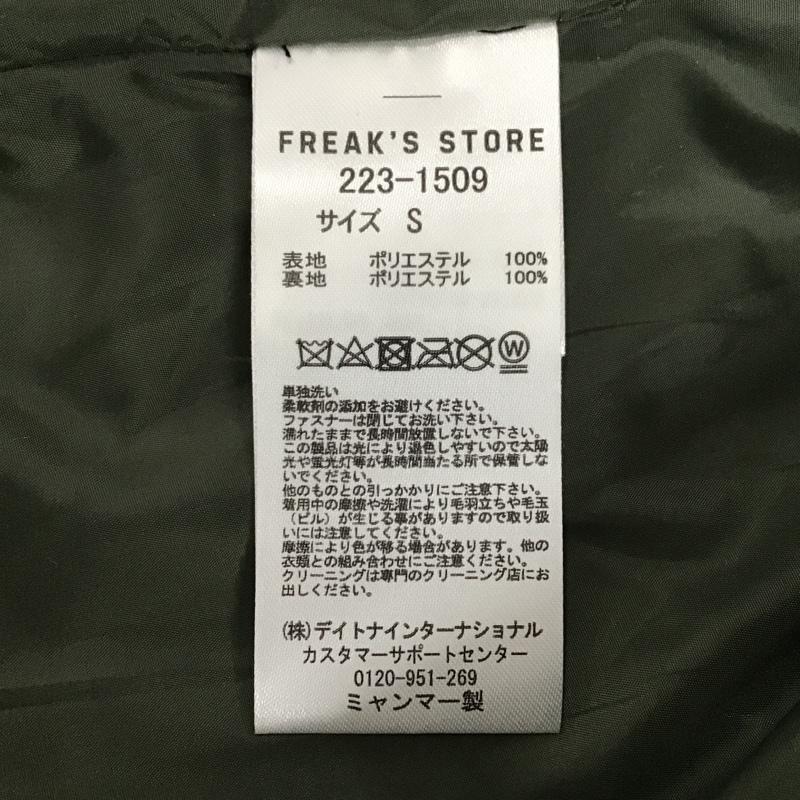 FREAK'S STORE
223-1509
サイズ S
表地 ポリエステル 100%
裏地 ポリエステル 100%
W
単独洗い
柔軟剤の添加をお避けください。
ファスナーは閉じてお洗い下さい。
濡れたままで長時間放置しないで下さい。
この製品は光により退色しやすいので太陽
光や蛍光灯等が長時間当たる所で保管しな
いでください。
他のものとの引っかかりにご注意下さい。
着用中の摩擦や洗濯により毛羽立ちや毛玉
（ピル）が生じる事がありますので取り扱
いには注意してください。
摩擦により色が移る場合があります。他の
衣類との組み合わせにご注意ください。
クリーニングは専門のクリーニング店にお
出しください。
(株)デイトナインターナショナル
カスタマーサポートセンター
0120-951-269
ミャンマー製